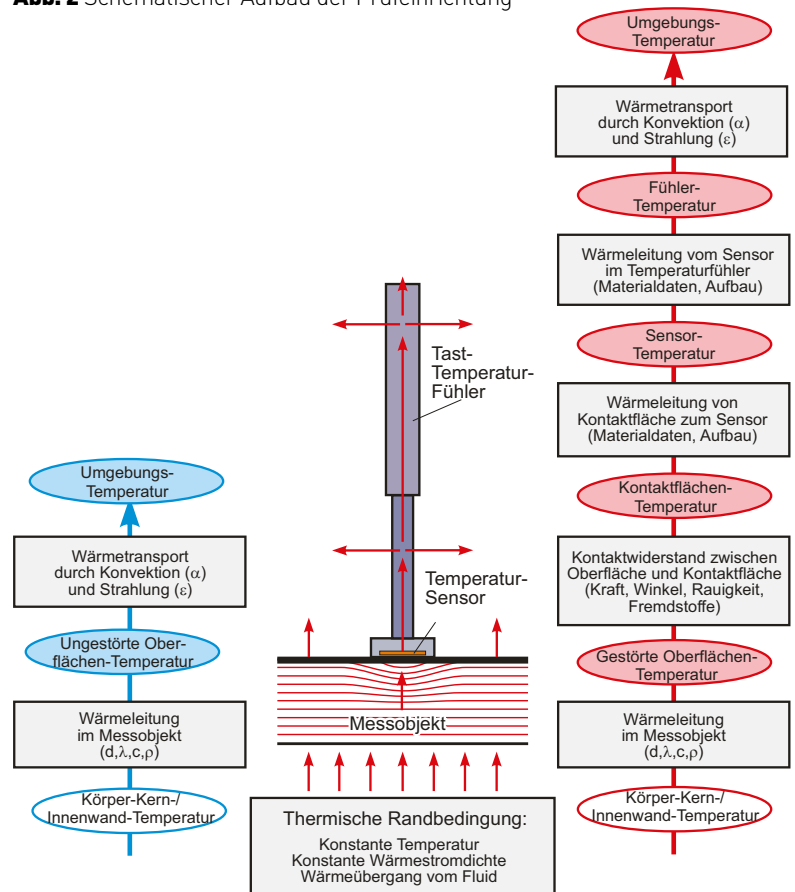 Abb. 2 Schematischer Aufbau der Prüfeinrichtung
Umgebungs-
Temperatur
Wärmetransport
durch Konvektion (α)
und Strahlung (ε)
Ungestörte Ober-
flächen-Temperatur
Wärmeleitung
im Messobjekt
(d,λ,c,ρ)
Körper-Kern-/
Innenwand-Temperatur
Tast-
Temperatur-
Fühler
Temperatur-
Sensor
Messobjekt
Thermische Randbedingung:
Konstante Temperatur
Konstante Wärmestromdichte
Wärmeübergang vom Fluid
Umgebungs-
Temperatur
Wärmetransport
durch Konvektion (α)
und Strahlung (ε)
Fühler-
Temperatur
Wärmeleitung vom Sensor
im Temperaturfühler
(Materialdaten, Aufbau)
Sensor-
Temperatur
Wärmeleitung von
Kontaktfläche zum Sensor
(Materialdaten, Aufbau)
Kontaktflächen-
Temperatur
Kontaktwiderstand zwischen
Oberfläche und Kontaktfläche
(Kraft, Winkel, Rauigkeit,
Fremdstoffe)
Gestörte Oberflächen-
Temperatur
Wärmeleitung
im Messobjekt
(d,λ,c,ρ)
Körper-Kern-/
Innenwand-Temperatur